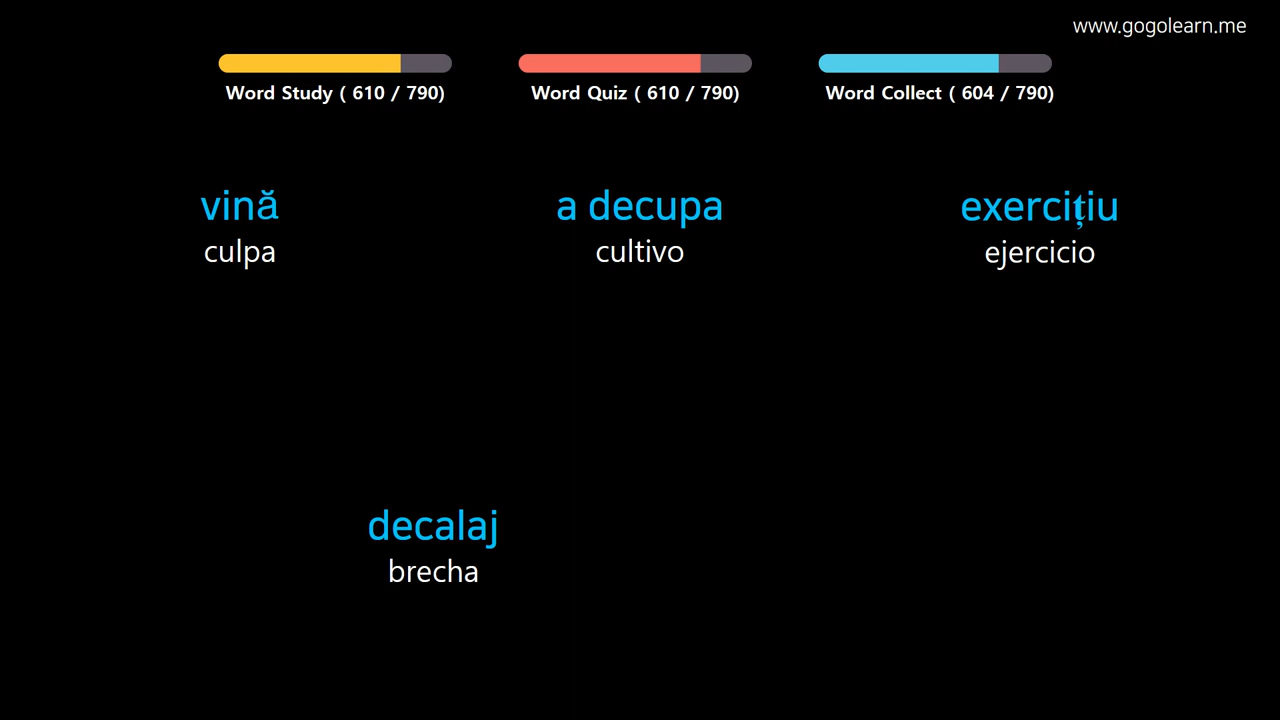 www.gogolearn.me
Word Study ( 610 / 790)
Word Quiz ( 610 / 790)
Word Collect ( 604 / 790)
vină
culpa
a decupa
cultivo
exercițiu
ejercicio
decalaj
brecha